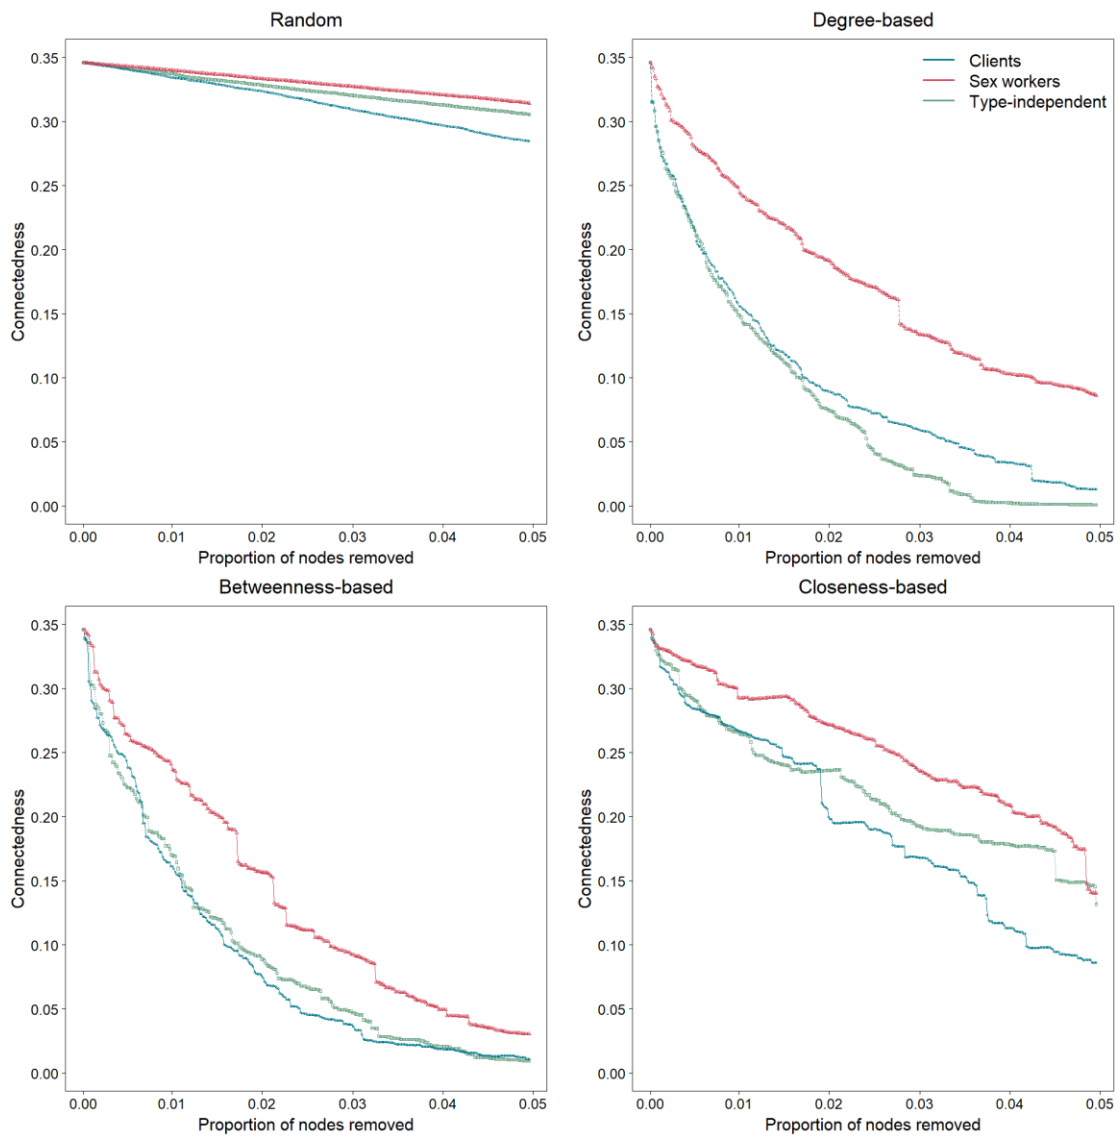 Random
Connectedness
0.35
0.30
0.25
0.20
0.15
0.10
0.05
0.00
0.00 0.01 0.02 0.03 0.04 0.05
Proportion of nodes removed
Degree-based
Clients
Sex workers
Type-independent
Connectedness
0.35
0.30
0.25
0.20
0.15
0.10
0.05
0.00
0.00 0.01 0.02 0.03 0.04 0.05
Proportion of nodes removed
Betweenness-based
Connectedness
0.35
0.30
0.25
0.20
0.15
0.10
0.05
0.00
0.00 0.01 0.02 0.03 0.04 0.05
Proportion of nodes removed
Closeness-based
Connectedness
0.35
0.30
0.25
0.20
0.15
0.10
0.05
0.00
0.00 0.01 0.02 0.03 0.04 0.05
Proportion of nodes removed